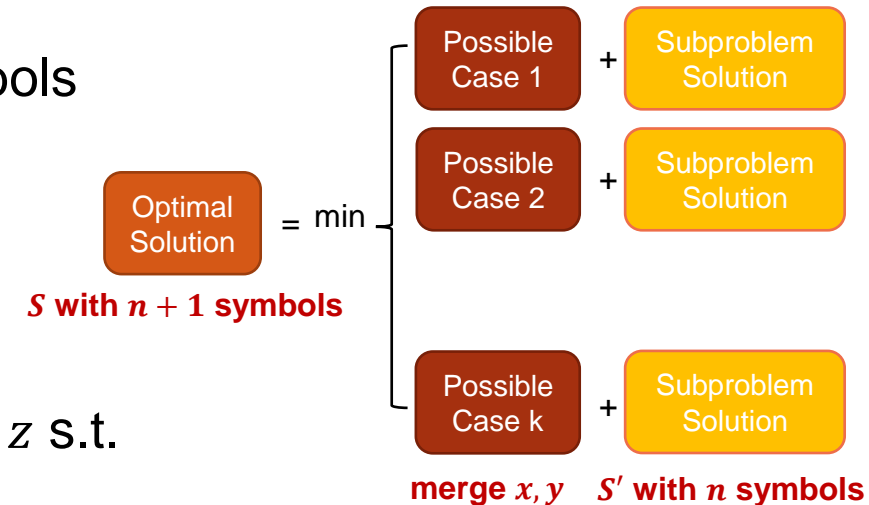 Possible
Case 1
+
Subproblem
Solution
Possible
Case 2
+
Subproblem
Solution
Optimal
Solution
= min
S with n + 1 symbols
Possible
Case k
+
Subproblem
Solution
z s.t.
merge x, y
S′ with n symbols